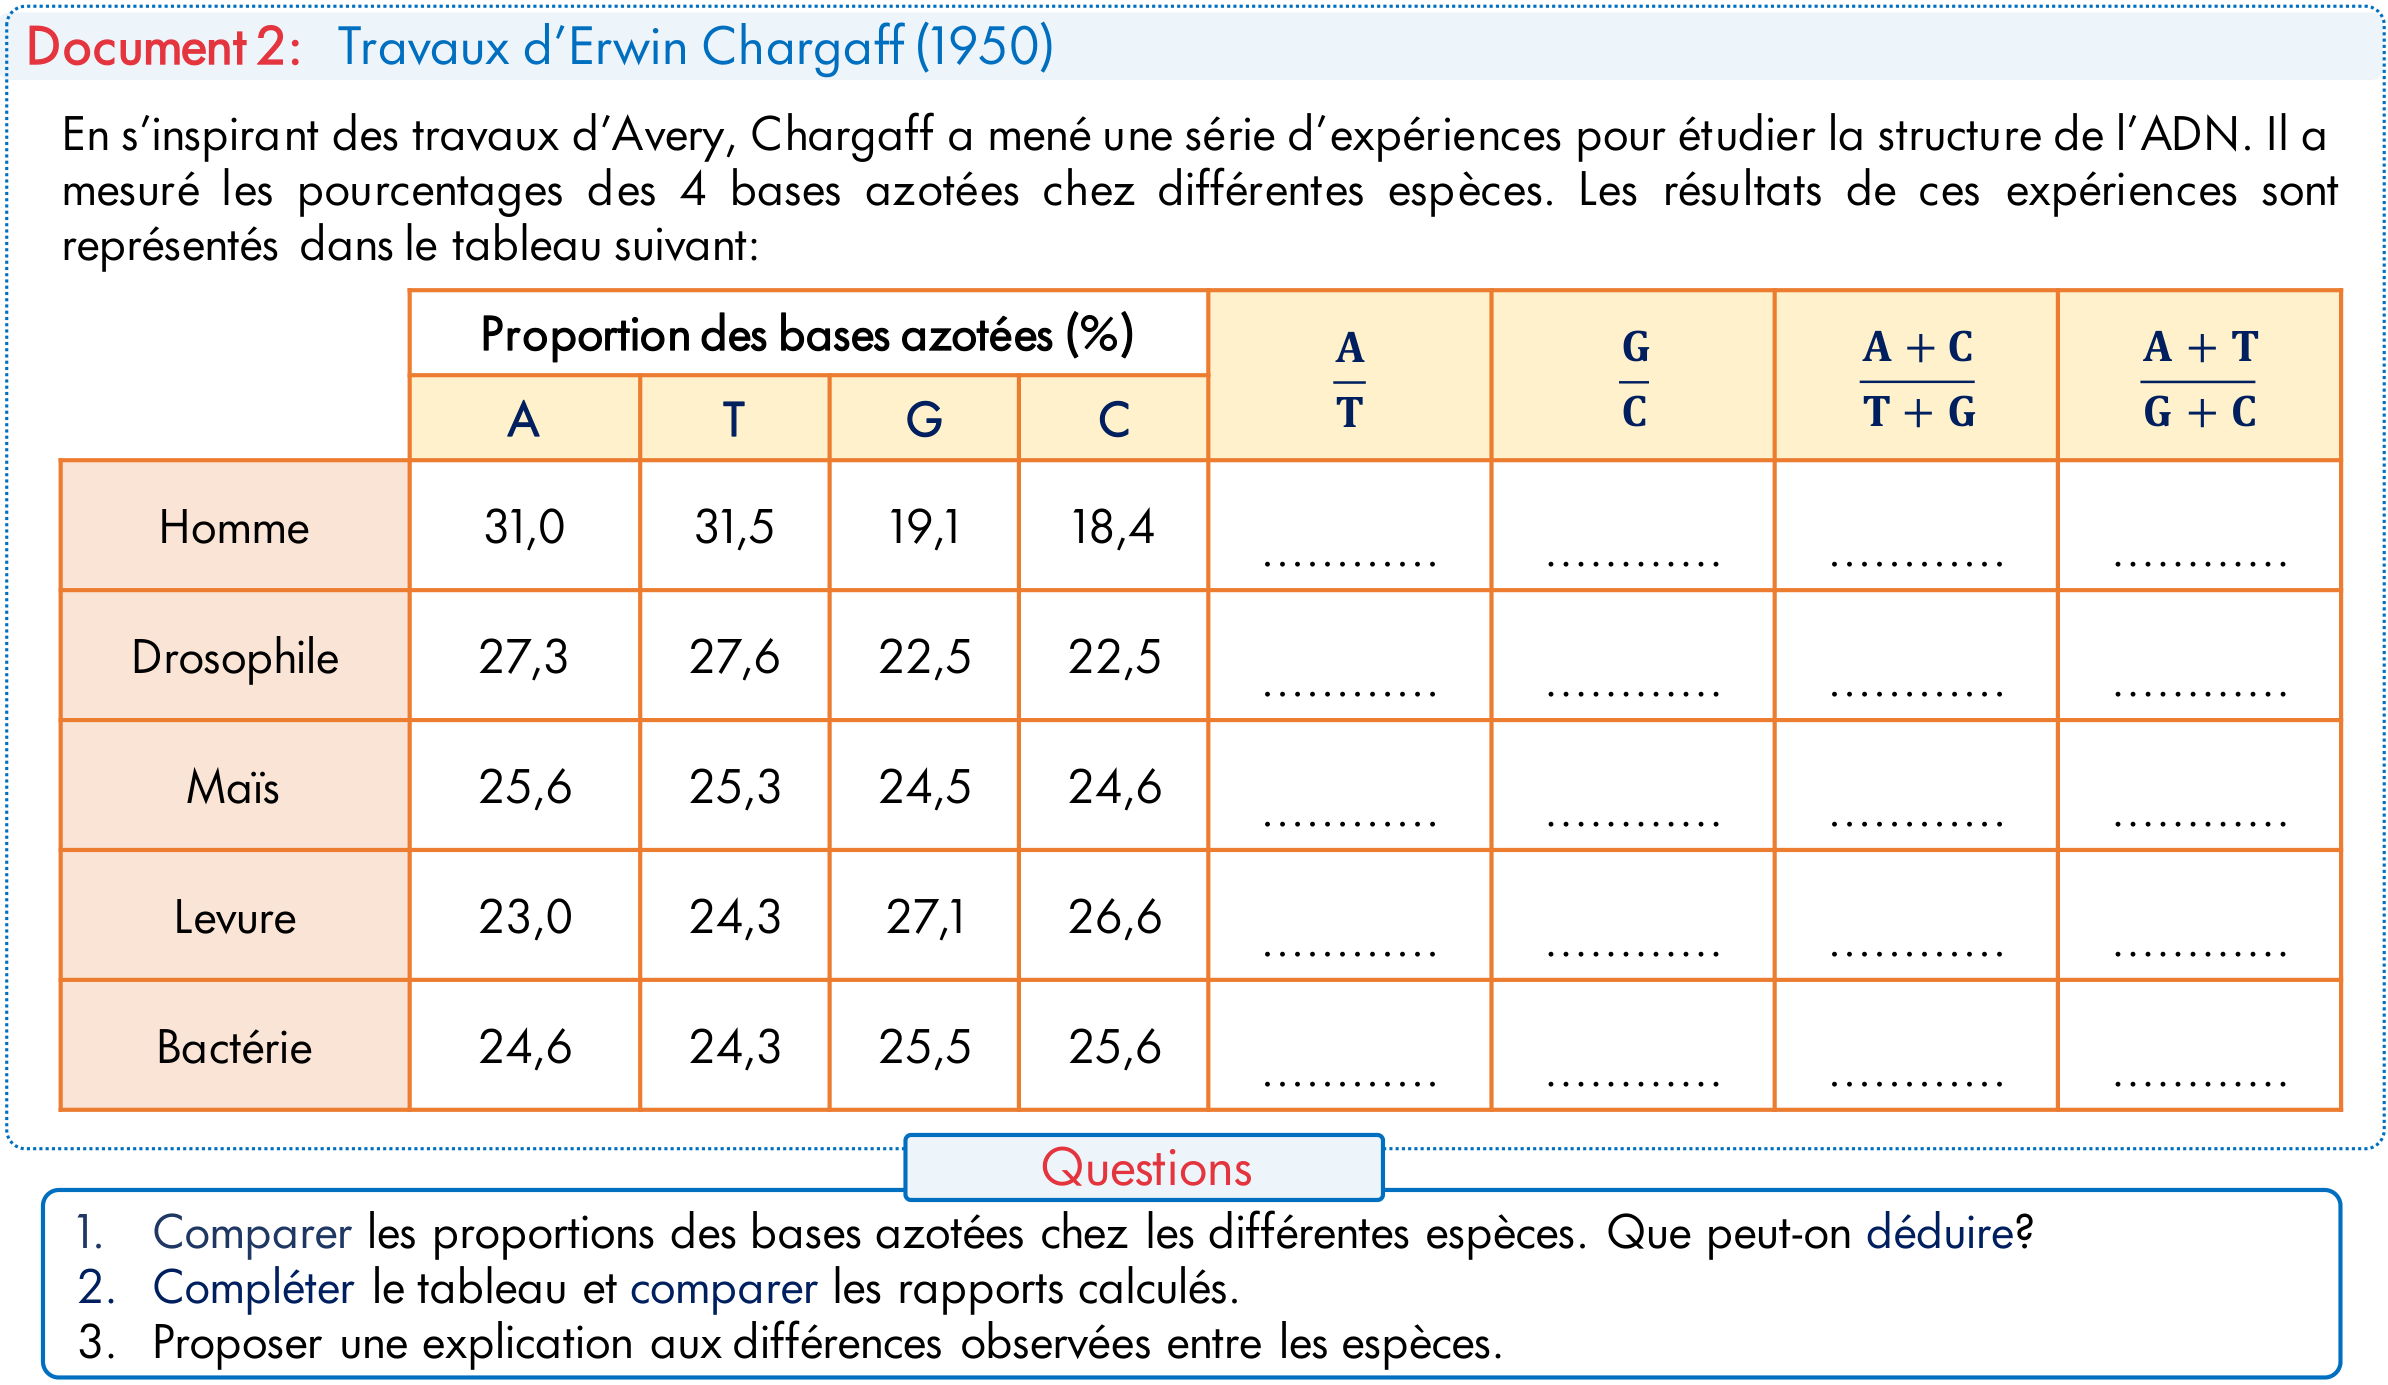 Document 2: Travaux d’Erwin Chargaff (1950)
En s’inspirant des travaux d’Avery, Chargaff a mené une série d’expériences pour étudier la structure de l’ADN. Il a
mesuré les pourcentages des 4 bases azotées chez différentes espèces. Les résultats de ces expériences sont
représentés dans le tableau suivant:
Proportion des bases azotées (%)
A T G C A/T G/C A + C/T + G A + T/G + C
Homme 31,0 31,5 19,1 18,4 ............ ............ ............ ............
Drosophile 27,3 27,6 22,5 22,5 ............ ............ ............ ............
Maïs 25,6 25,3 24,5 24,6 ............ ............ ............ ............
Levure 23,0 24,3 27,1 26,6 ............ ............ ............ ............
Bactérie 24,6 24,3 25,5 25,6 ............ ............ ............ ............
Questions
1. Comparer les proportions des bases azotées chez les différentes espèces. Que peut-on déduire?
2. Compléter le tableau et comparer les rapports calculés.
3. Proposer une explication aux différences observées entre les espèces.